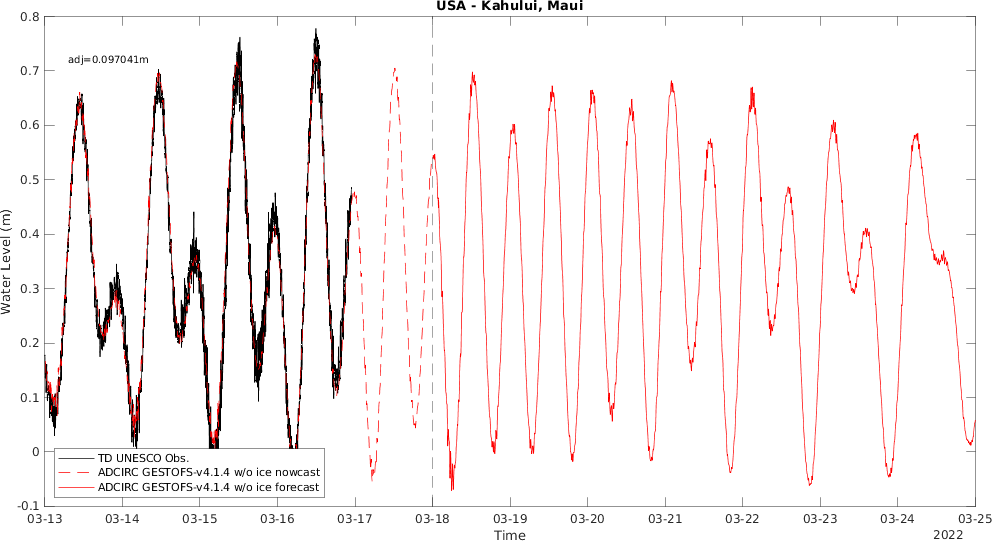 USA - Kahului, Maui
adj=0.097041m
Water Level (m)
0.8
0.7
0.6
0.5
0.4
0.3
0.2
0.1
0
-0.1
TD UNESCO Obs.
ADCIRC GESTOFS-v4.1.4 w/o ice nowcast
ADCIRC GESTOFS-v4.1.4 w/o ice forecast
03-13 03-14 03-15 03-16 03-17 03-18 03-19 03-20 03-21 03-22 03-23 03-24 03-25
Time
2022